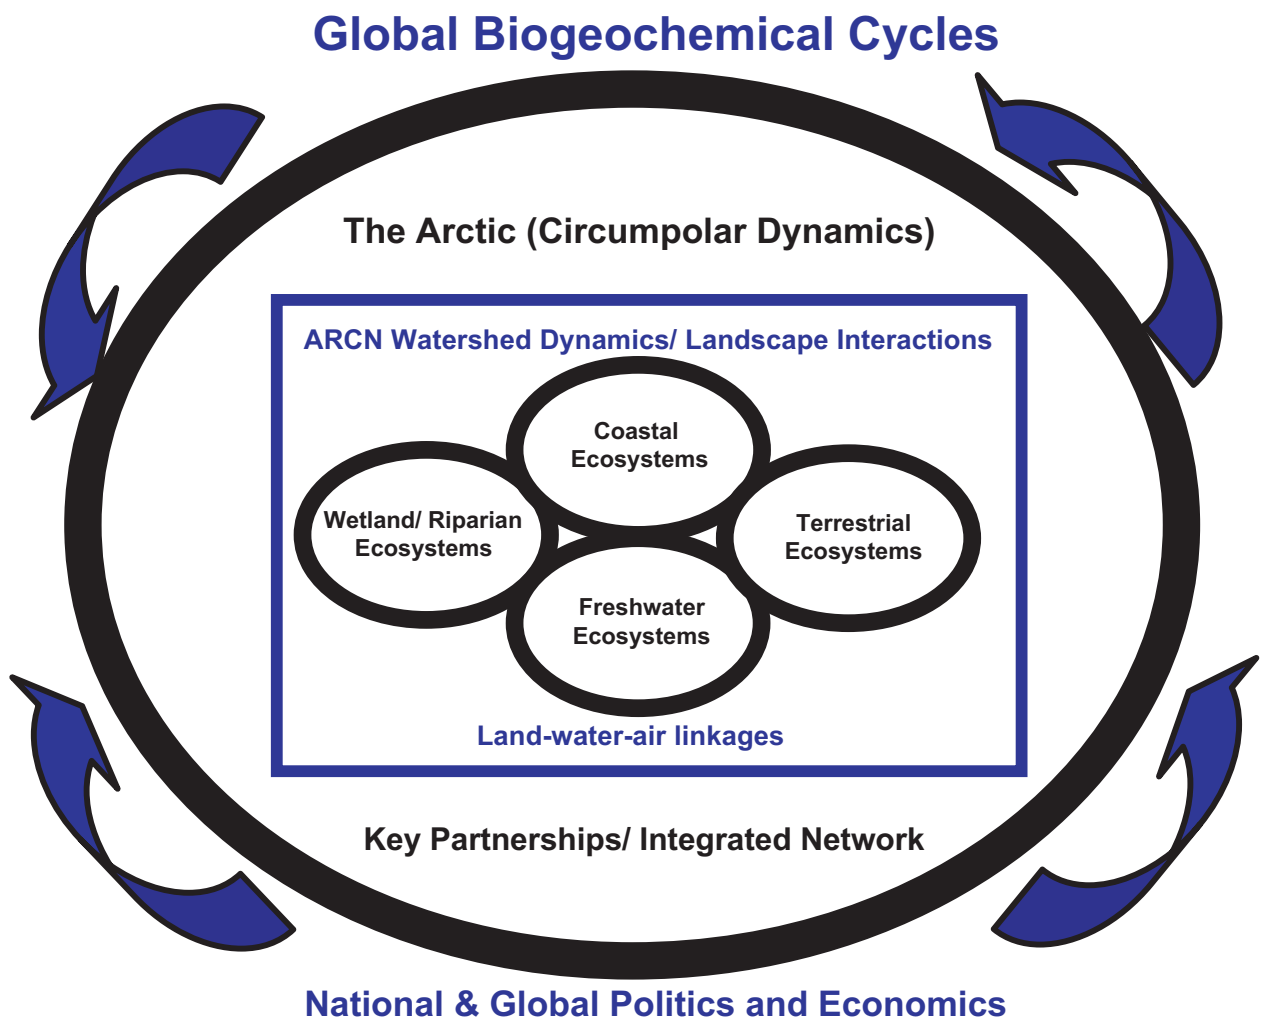 Global Biogeochemical Cycles
The Arctic (Circumpolar Dynamics)
ARCN Watershed Dynamics/ Landscape Interactions
Coastal
Ecosystems
Wetland/ Riparian
Ecosystems
Terrestrial
Ecosystems
Freshwater
Ecosystems
Land-water-air linkages
Key Partnerships/ Integrated Network
National & Global Politics and Economics